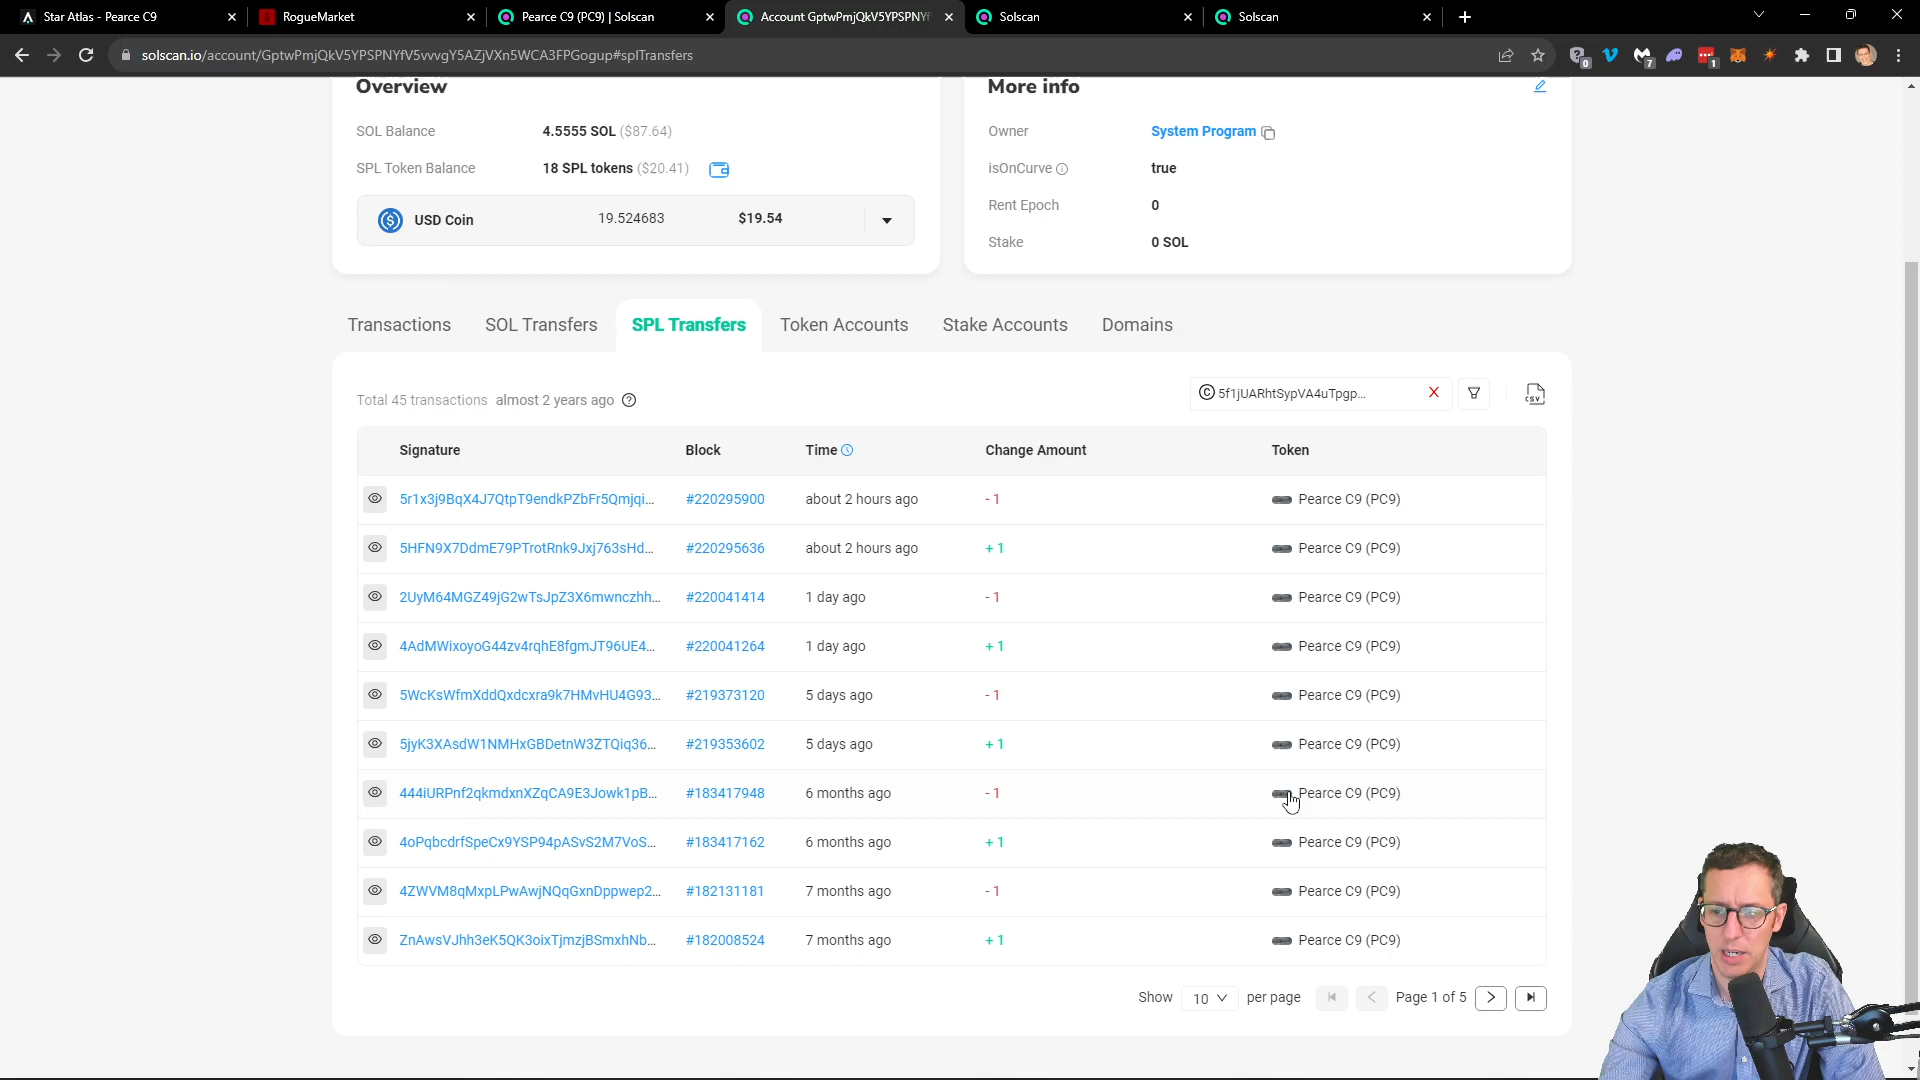 Star Atlas - Pearce C9
RogueMarket
Pearce C9 (PC9) | Solscan
Account GptwPmjQkV5YPSPNYf
Solscan
Solscan
solscan.io/account/GptwPmjQkV5YPSPNYfV5vvvgY5AZjVXn5WCA3FPGogup#splTransfers
0
7
1
Overview
SOL Balance 4.5555 SOL ($87.64)
SPL Token Balance 18 SPL tokens ($20.41)
USD Coin 19.524683 $19.54
More info
Owner System Program
isOnCurve true
Rent Epoch 0
Stake 0 SOL
Transactions SOL Transfers SPL Transfers Token Accounts Stake Accounts Domains
Total 45 transactions almost 2 years ago
5f1jUARhtSypVA4uTpgp...
CSV
Signature Block Time Change Amount Token
5r1x3j9BqX4J7QtpT9endkPZbFr5Qmjqi... #220295900 about 2 hours ago - 1 Pearce C9 (PC9)
5HFN9X7DdmE79PTrotRnk9Jxj763sHd... #220295636 about 2 hours ago + 1 Pearce C9 (PC9)
2UyM64MGZ49jG2wTsJpZ3X6mwnczhh... #220041414 1 day ago - 1 Pearce C9 (PC9)
4AdMWixoyoG44zv4rqhE8fgmJT96UE4... #220041264 1 day ago + 1 Pearce C9 (PC9)
5WcKsWfmXddQxdcxra9k7HMvHU4G93... #219373120 5 days ago - 1 Pearce C9 (PC9)
5jyK3XAsdW1NMHxGBDetnW3ZTQiq36... #219353602 5 days ago + 1 Pearce C9 (PC9)
444iURPnf2qkmdxnXZqCA9E3Jowk1pB... #183417948 6 months ago - 1 Pearce C9 (PC9)
4oPqbcdrfSpeCx9YSP94pASvS2M7VoS... #183417162 6 months ago + 1 Pearce C9 (PC9)
4ZWVM8qMxpLPwAwjNQqGxnDppwep2... #182131181 7 months ago - 1 Pearce C9 (PC9)
ZnAwsVJhh3eK5QK3oixTjmzjBSmxhNb... #182008524 7 months ago + 1 Pearce C9 (PC9)
Show 10 per page Page 1 of 5